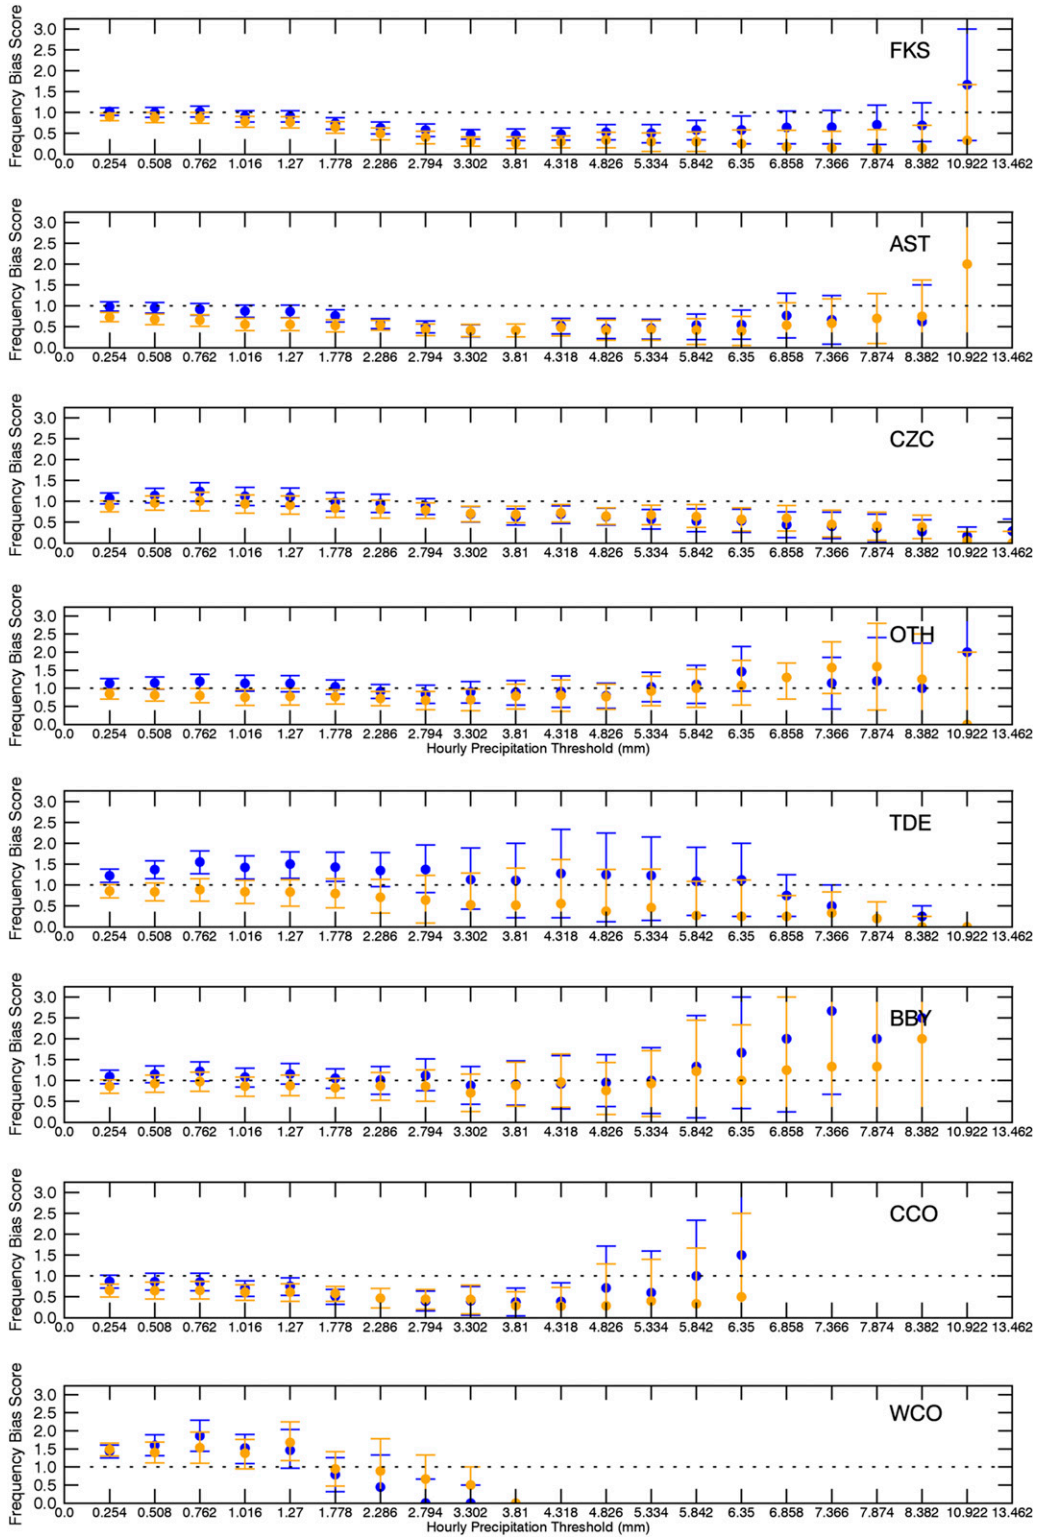 Frequency Bias Score
3.0
2.5
2.0
1.5
1.0
0.5
0.0
FKS
0.0 0.254 0.508 0.762 1.016 1.27 1.778 2.286 2.794 3.302 3.81 4.318 4.826 5.334 5.842 6.35 6.858 7.366 7.874 8.382 10.922 13.462
Frequency Bias Score
3.0
2.5
2.0
1.5
1.0
0.5
0.0
AST
0.0 0.254 0.508 0.762 1.016 1.27 1.778 2.286 2.794 3.302 3.81 4.318 4.826 5.334 5.842 6.35 6.858 7.366 7.874 8.382 10.922 13.462
Frequency Bias Score
3.0
2.5
2.0
1.5
1.0
0.5
0.0
CZC
0.0 0.254 0.508 0.762 1.016 1.27 1.778 2.286 2.794 3.302 3.81 4.318 4.826 5.334 5.842 6.35 6.858 7.366 7.874 8.382 10.922 13.462
Frequency Bias Score
3.0
2.5
2.0
1.5
1.0
0.5
0.0
OTH
0.0 0.254 0.508 0.762 1.016 1.27 1.778 2.286 2.794 3.302 3.81 4.318 4.826 5.334 5.842 6.35 6.858 7.366 7.874 8.382 10.922 13.462
Hourly Precipitation Threshold (mm)
Frequency Bias Score
3.0
2.5
2.0
1.5
1.0
0.5
0.0
TDE
0.0 0.254 0.508 0.762 1.016 1.27 1.778 2.286 2.794 3.302 3.81 4.318 4.826 5.334 5.842 6.35 6.858 7.366 7.874 8.382 10.922 13.462
Frequency Bias Score
3.0
2.5
2.0
1.5
1.0
0.5
0.0
BBY
0.0 0.254 0.508 0.762 1.016 1.27 1.778 2.286 2.794 3.302 3.81 4.318 4.826 5.334 5.842 6.35 6.858 7.366 7.874 8.382 10.922 13.462
Frequency Bias Score
3.0
2.5
2.0
1.5
1.0
0.5
0.0
CCO
0.0 0.254 0.508 0.762 1.016 1.27 1.778 2.286 2.794 3.302 3.81 4.318 4.826 5.334 5.842 6.35 6.858 7.366 7.874 8.382 10.922 13.462
Frequency Bias Score
3.0
2.5
2.0
1.5
1.0
0.5
0.0
WCO
0.0 0.254 0.508 0.762 1.016 1.27 1.778 2.286 2.794 3.302 3.81 4.318 4.826 5.334 5.842 6.35 6.858 7.366 7.874 8.382 10.922 13.462
Hourly Precipitation Threshold (mm)